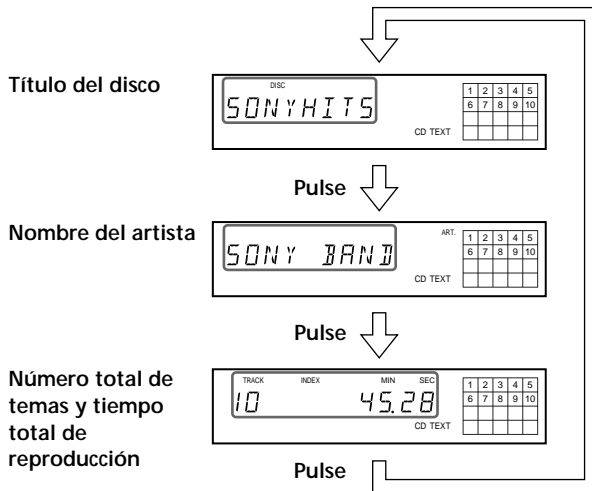 Título del disco
DISC
SONYHITS
1 2 3 4 5
6 7 8 9 10
CD TEXT
Pulse
Nombre del artista
ART.
SONY BAND
1 2 3 4 5
6 7 8 9 10
CD TEXT
Pulse
Número total de
temas y tiempo
total de
reproducción
TRACK INDEX MIN SEC
10 45.28
1 2 3 4 5
6 7 8 9 10
CD TEXT
Pulse